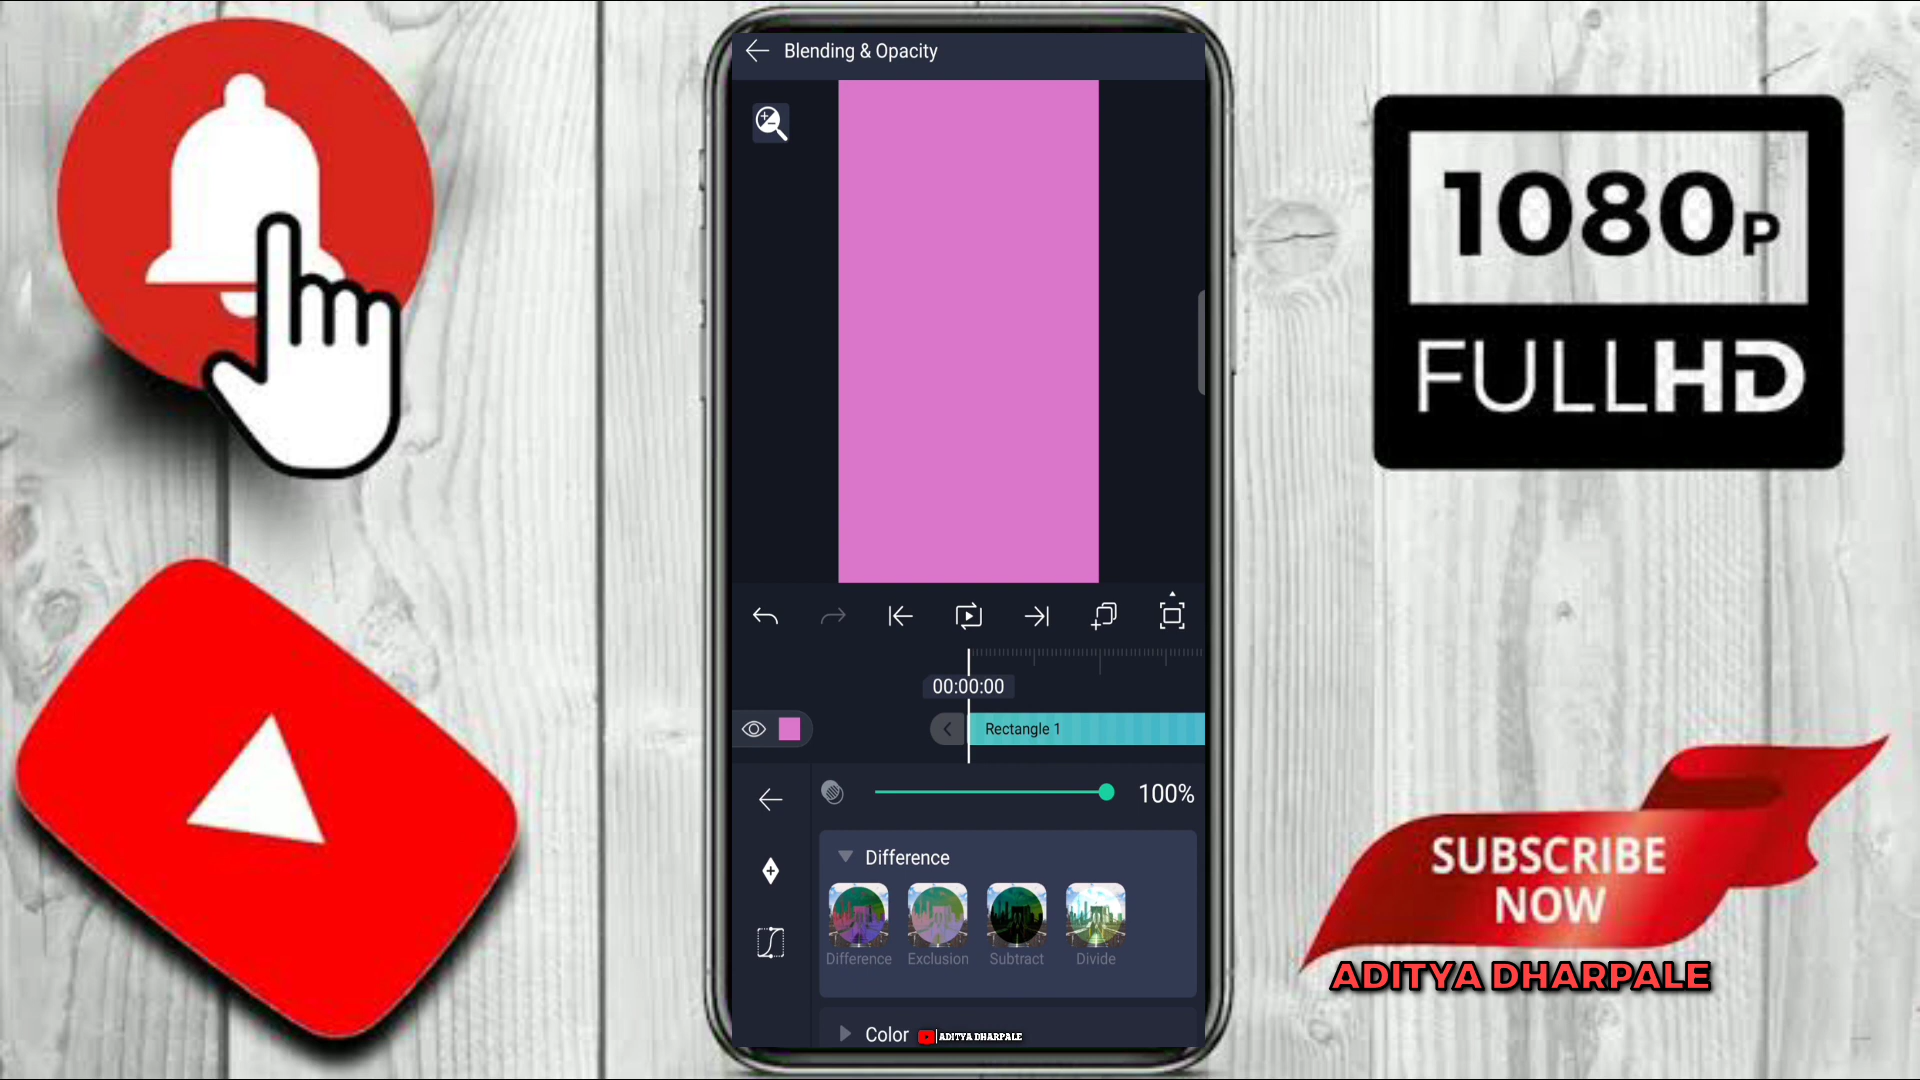 Blending & Opacity
1080P
FULLHD
00:00:00
Rectangle 1
100%
Difference
Difference
Exclusion
Subtract
Divide
Color
ADITYA DHARPALE
SUBSCRIBE
NOW
ADITYA DHARPALE